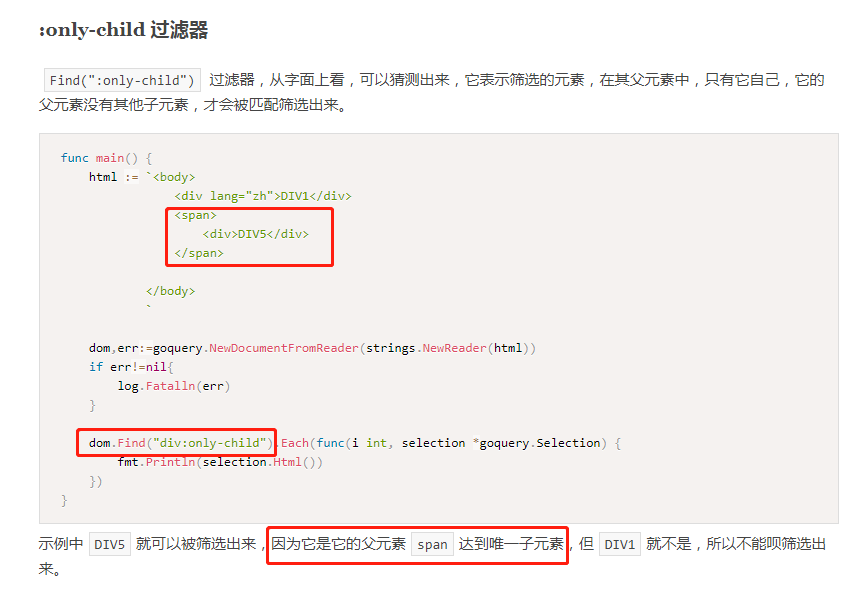 :only-child 过滤器
Find(":only-child") 过滤器，从字面上看，可以猜测出来，它表示筛选的元素，在其父元素中，只有它自己，它的
父元素没有其他子元素，才会被匹配筛选出来。
func main() {
html := `<body>
<div lang="zh">DIV1</div>
<span>
<div>DIV5</div>
</span>
</body>
`
dom,err:=goquery.NewDocumentFromReader(strings.NewReader(html))
if err!=nil{
log.Fatalln(err)
}
dom.Find("div:only-child").Each(func(i int, selection *goquery.Selection) {
fmt.Println(selection.Html())
})
}
示例中 DIV5 就可以被筛选出来，因为它是它的父元素 span 达到唯一子元素，但 DIV1 就不是，所以不能呗筛选出
来。